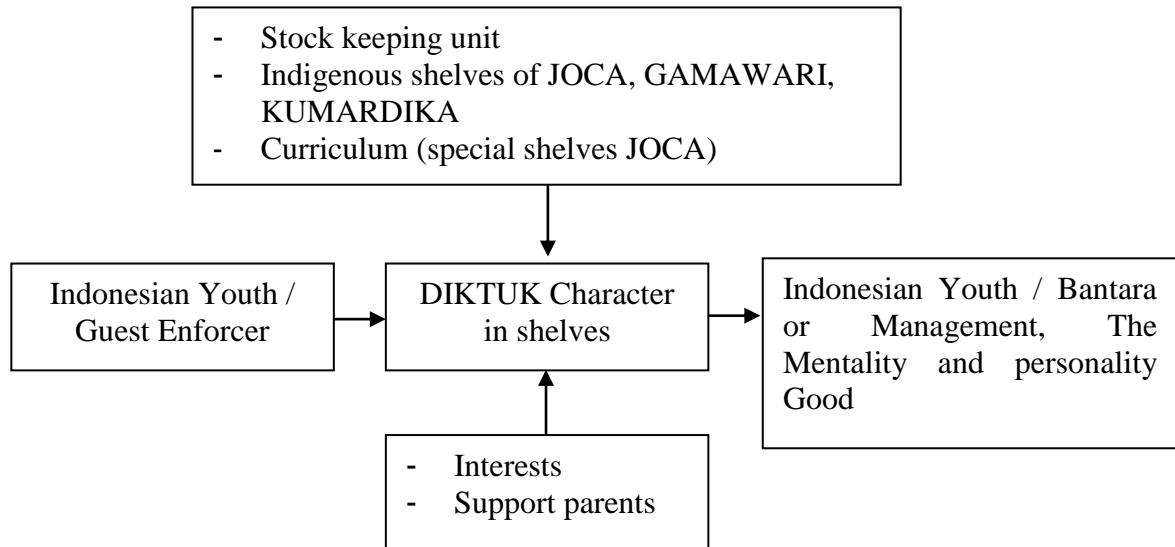 - Stock keeping unit
- Indigenous shelves of JOCA, GAMAWARI,
KUMARDIKA
- Curriculum (special shelves JOCA)
Indonesian Youth /
Guest Enforcer
DIKTUK Character
in shelves
Indonesian Youth / Bantara
or Management, The
Mentality and personality
Good
- Interests
- Support parents